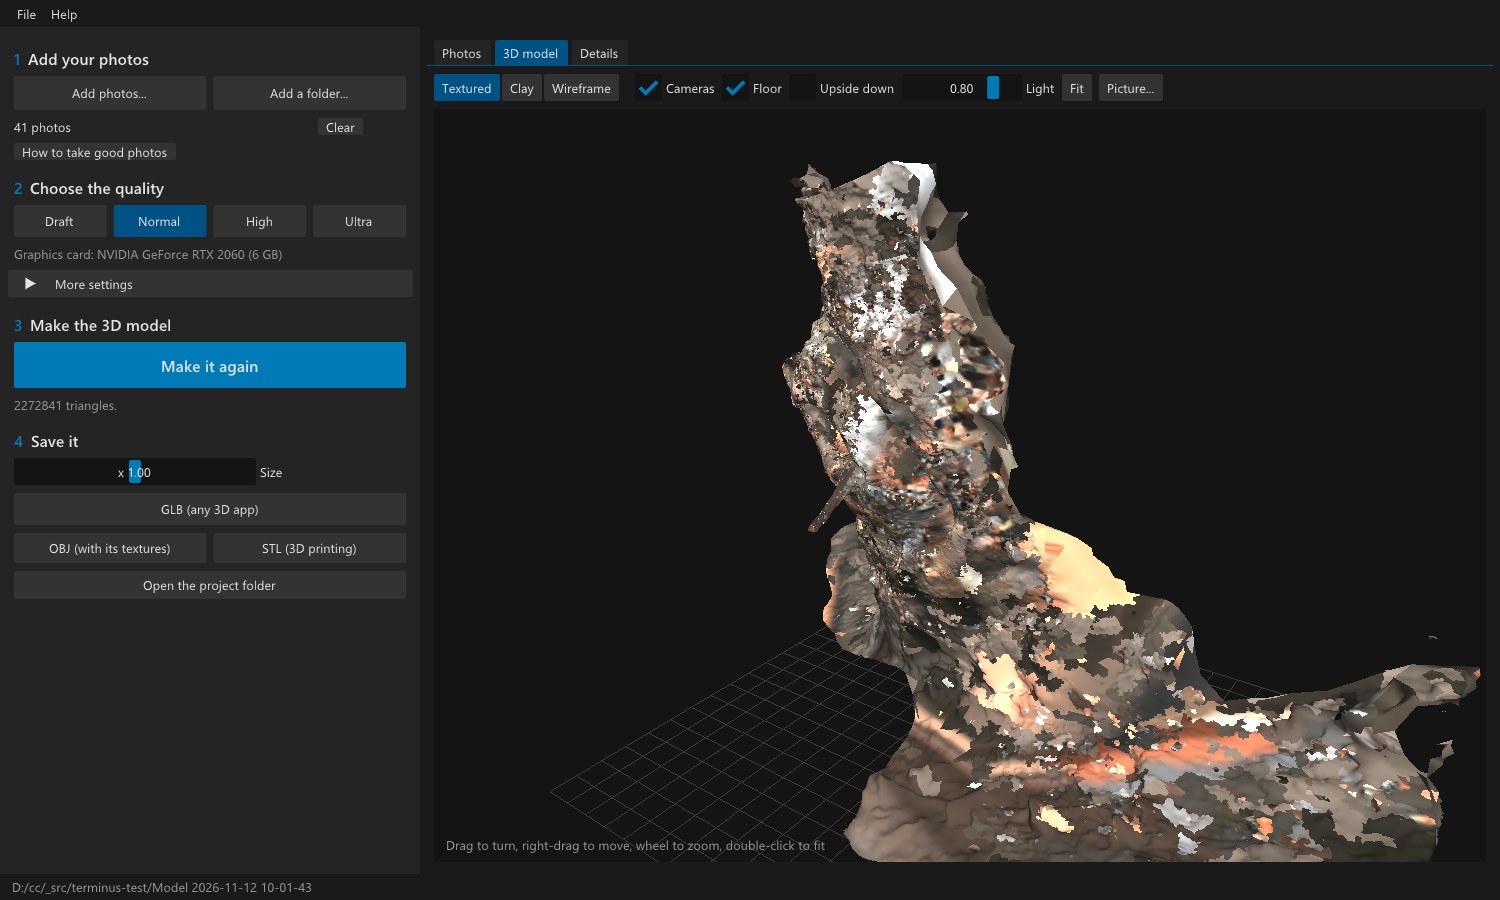 File Help
1 Add your photos
Add photos... Add a folder...
41 photos Clear
How to take good photos
2 Choose the quality
Draft Normal High Ultra
Graphics card: NVIDIA GeForce RTX 2060 (6 GB)
More settings
3 Make the 3D model
Make it again
2272841 triangles.
4 Save it
x 1.00 Size
GLB (any 3D app)
OBJ (with its textures) STL (3D printing)
Open the project folder
Photos 3D model Details
Textured Clay Wireframe Cameras Floor Upside down 0.80 Light Fit Picture...
Drag to turn, right-drag to move, wheel to zoom, double-click to fit
D:/cc/_src/terminus-test/Model 2026-11-12 10-01-43